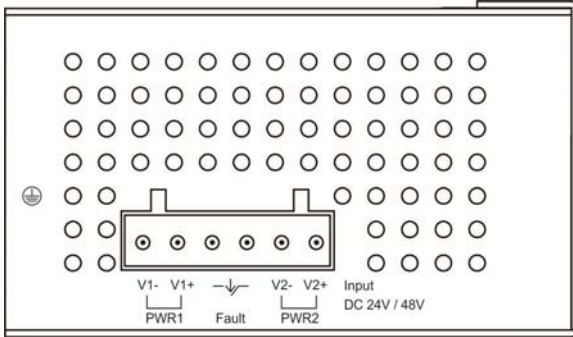 V1- V1+ V2- V2+ Input
DC 24V / 48V
PWR1 Fault PWR2